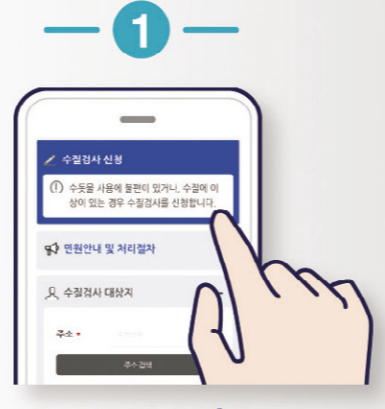 1
수질검사 신청
수돗물 사용에 불편이 있거나, 수질에 이
상이 있는 경우 수질검사를 신청합니다.
민원안내 및 처리절차
수질검사 대상지
주소 •
주소검색